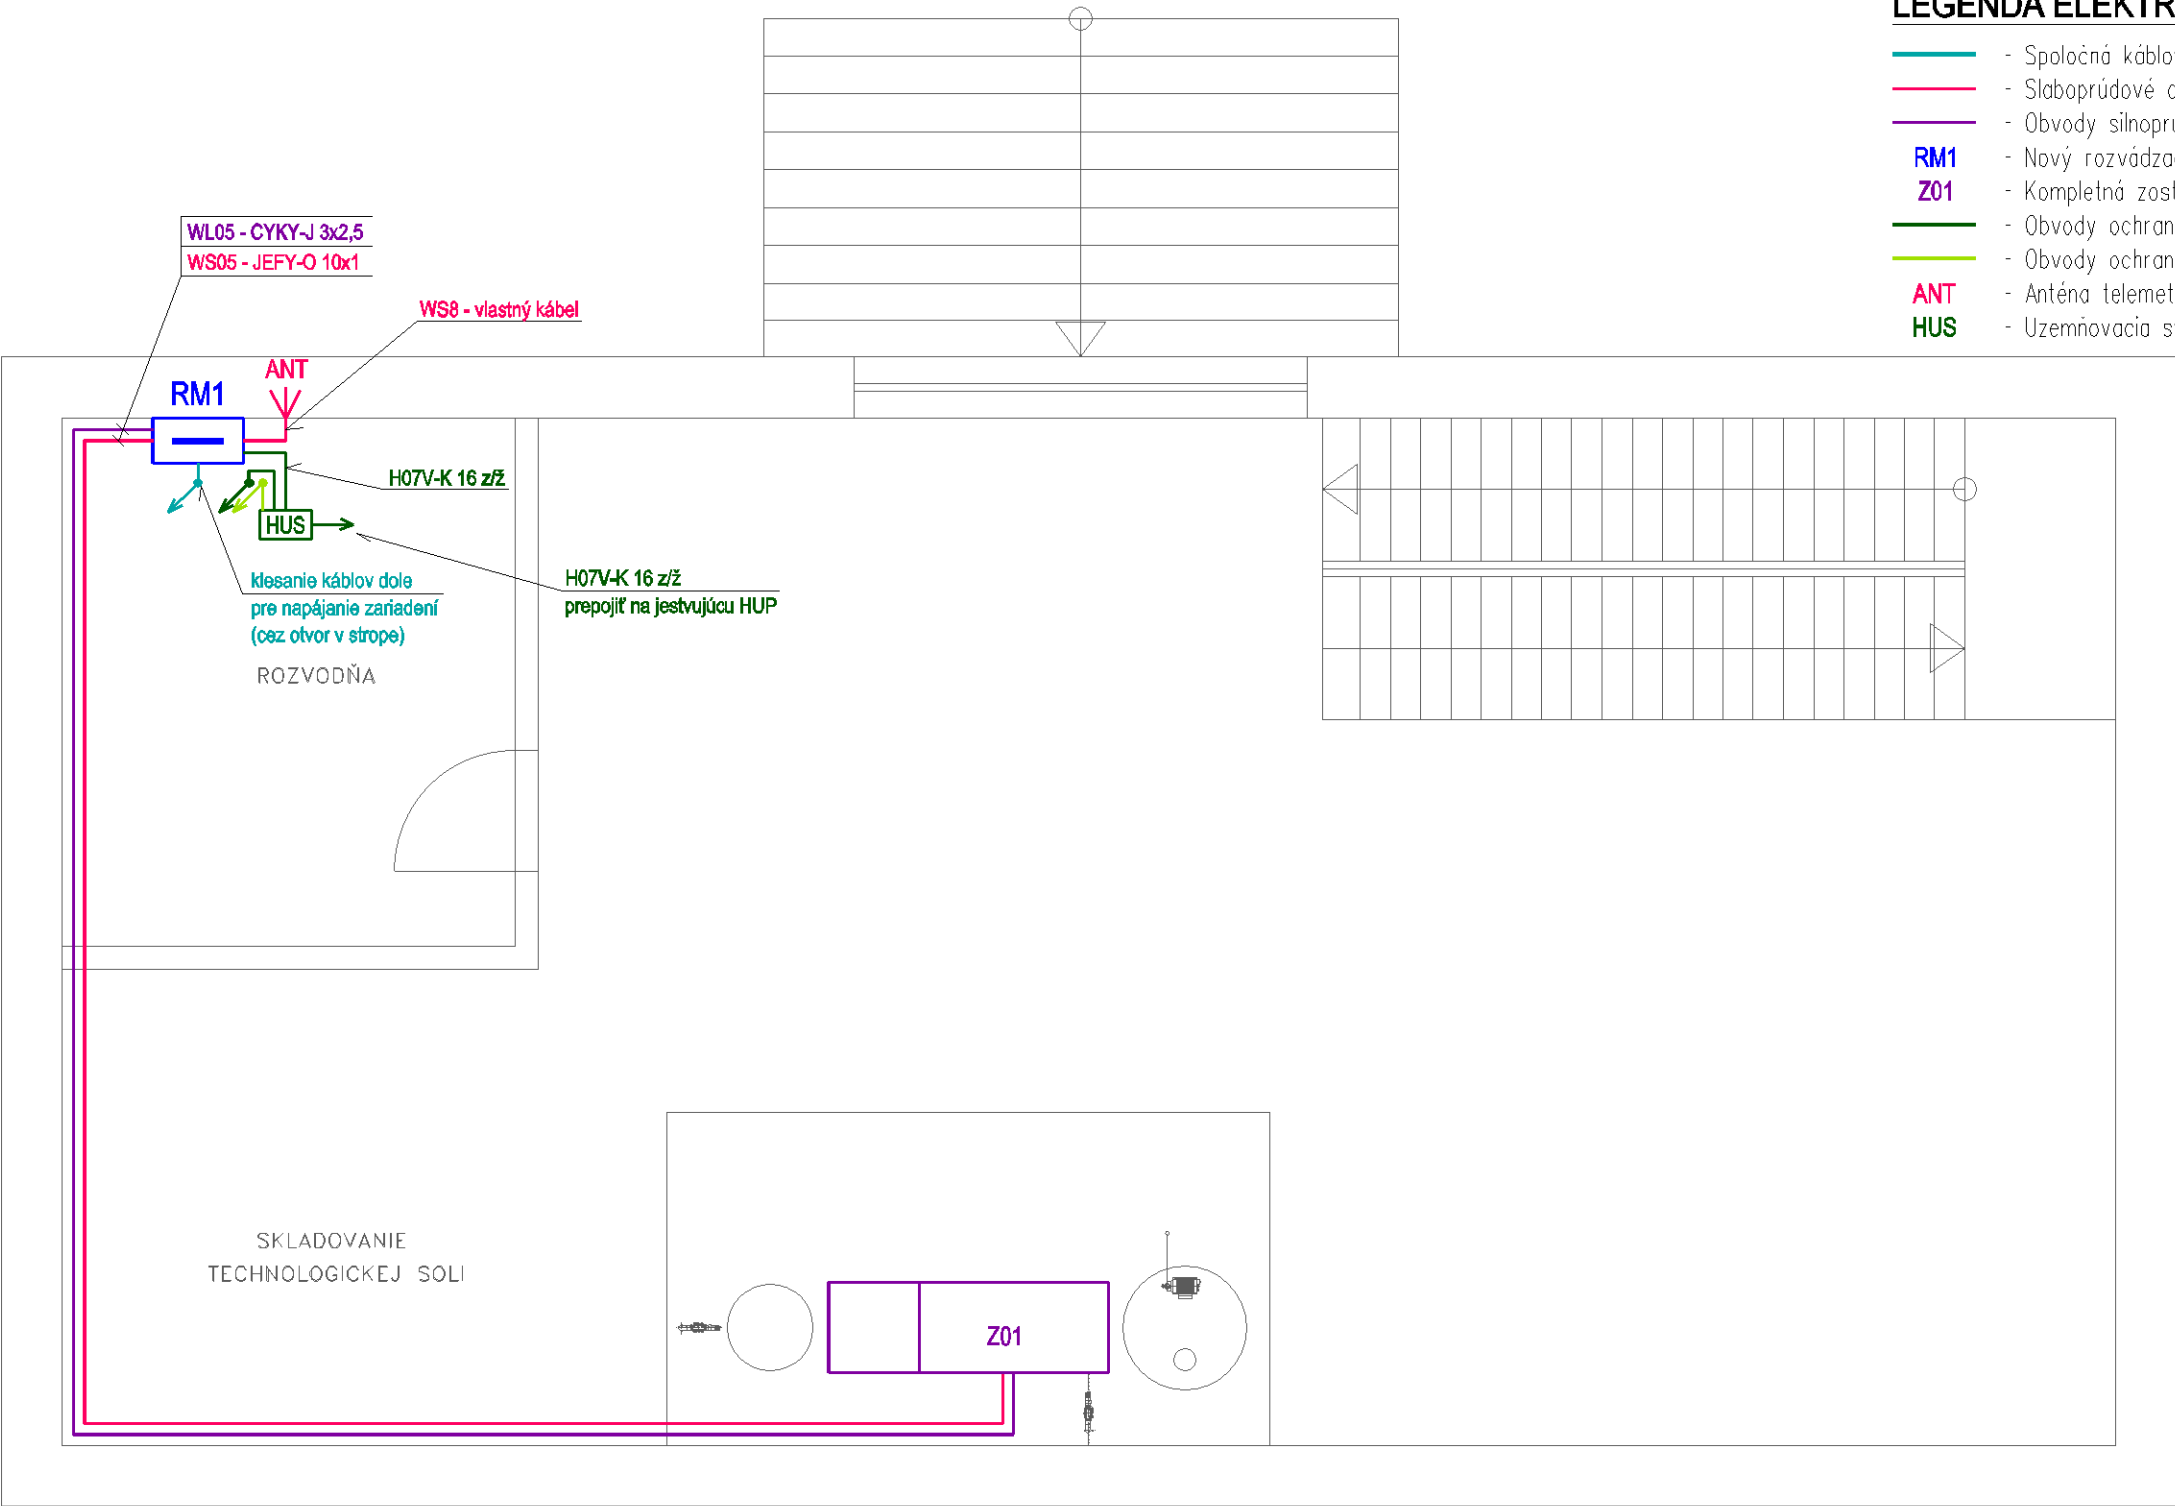 LEGENDA ELEKTR
- Spoločná káblo
- Slaboprúdové
- Obvody silnopr
RM1 - Nový rozvádza
Z01 - Kompletná zost
- Obvody ochran
- Obvody ochran
ANT - Anténa telemet
HUS - Uzemňovacia s
WL05 - CYKY-J 3x2,5
WS05 - JEFY-O 10x1
WS8 - vlastný kábel
ANT
RM1
H07V-K 16 z/ž
HUS
H07V-K 16 z/ž
prepojiť na jestvujúcu HUP
klesanie káblov dole
pre napájanie zariadení
(cez otvor v strope)
ROZVODŇA
SKLADOVANIE
TECHNOLOGICKEJ SOLI
Z01